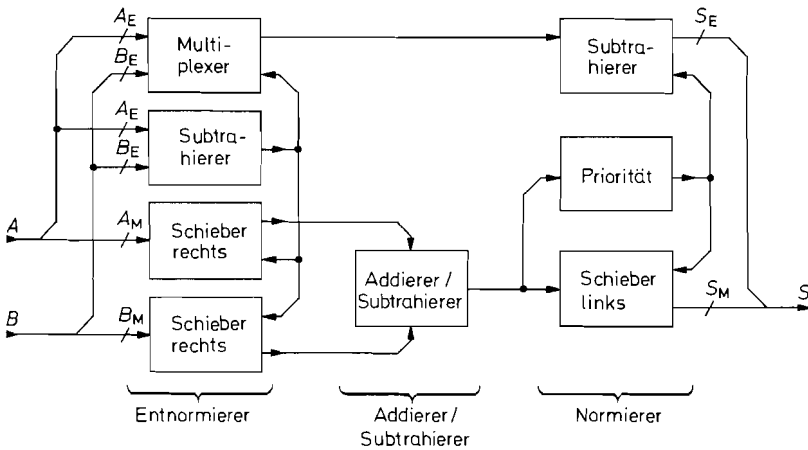 A_E
B_E
Multi-
plexer
Subtra-
hierer
S_E
A_E
B_E
Subtra-
hierer
Priorität
A
A_M
Schieber
rechts
Addierer /
Subtrahierer
Schieber
links
S_M
S
B
B_M
Schieber
rechts
Entnormierer
Addierer /
Subtrahierer
Normierer